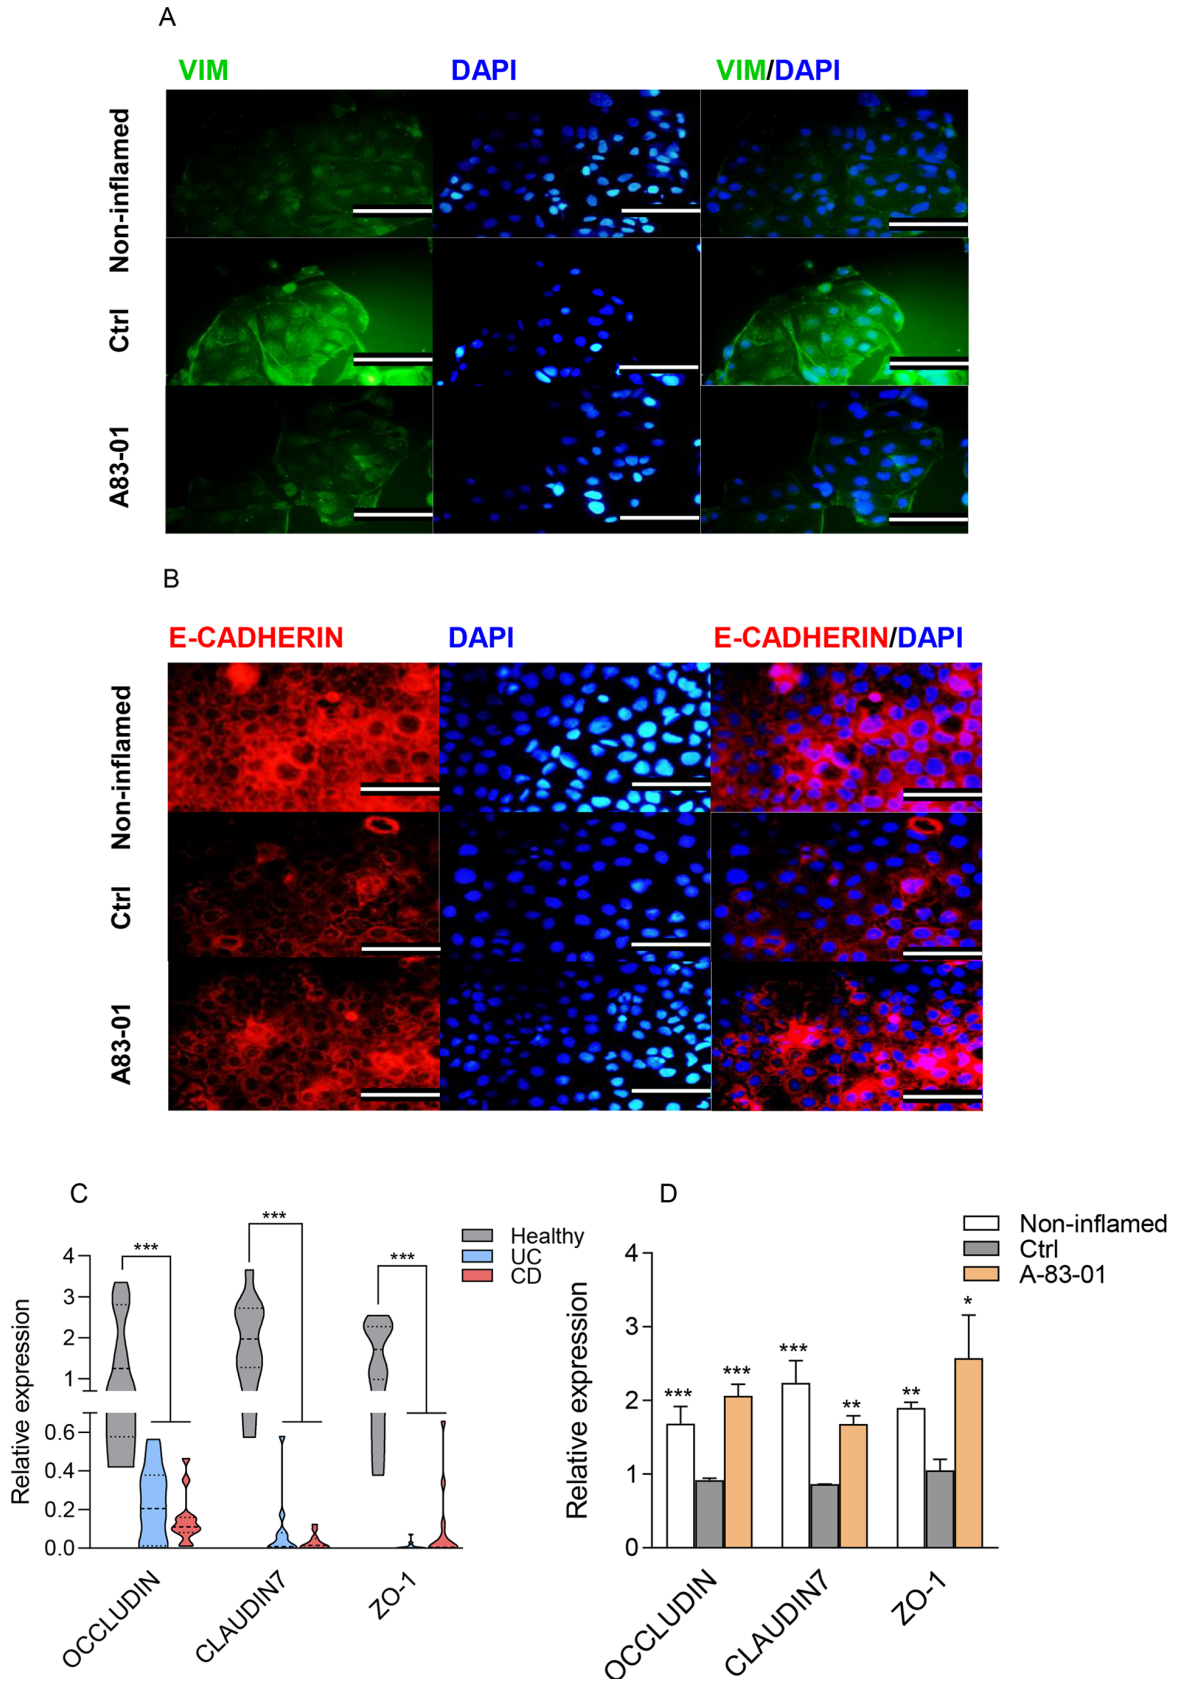 A
VIM DAPI VIM/DAPI
Non-inflamed
Ctrl
A83-01
B
E-CADHERIN DAPI E-CADHERIN/DAPI
Non-inflamed
Ctrl
A83-01
C
Relative expression
4
3
2
1
0.6
0.4
0.2
0.0
***
***
***
Healthy
UC
CD
OCCLUDIN
CLAUDIN7
ZO-1
D
Relative expression
4
3
2
1
0
Non-inflamed
Ctrl
A-83-01
***
***
***
**
**
*
OCCLUDIN
CLAUDIN7
ZO-1